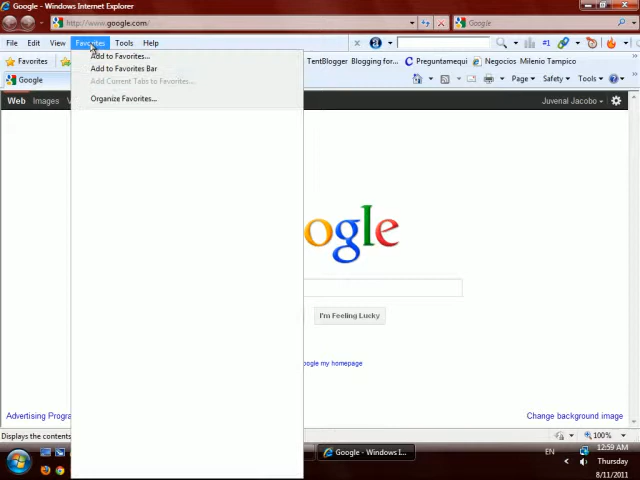 Google - Windows Internet Explorer
http://www.google.com/
Google
File Edit View Favorites Tools Help
#1
Favorites
TentBlogger Blogging for...
Preguntamequi
Negocios
Milenio Tampico
Google
Page
Safety
Tools
Add to Favorites...
Add to Favorites Bar
Add Current Tabs to Favorites...
Organize Favorites...
Web Images
Juvenal Jacobo
ogle
I'm Feeling Lucky
oogle my homepage
Advertising Progra
Change background image
Displays the contents
100%
Google - Windows I...
EN
12:59 AM
Thursday
8/11/2011